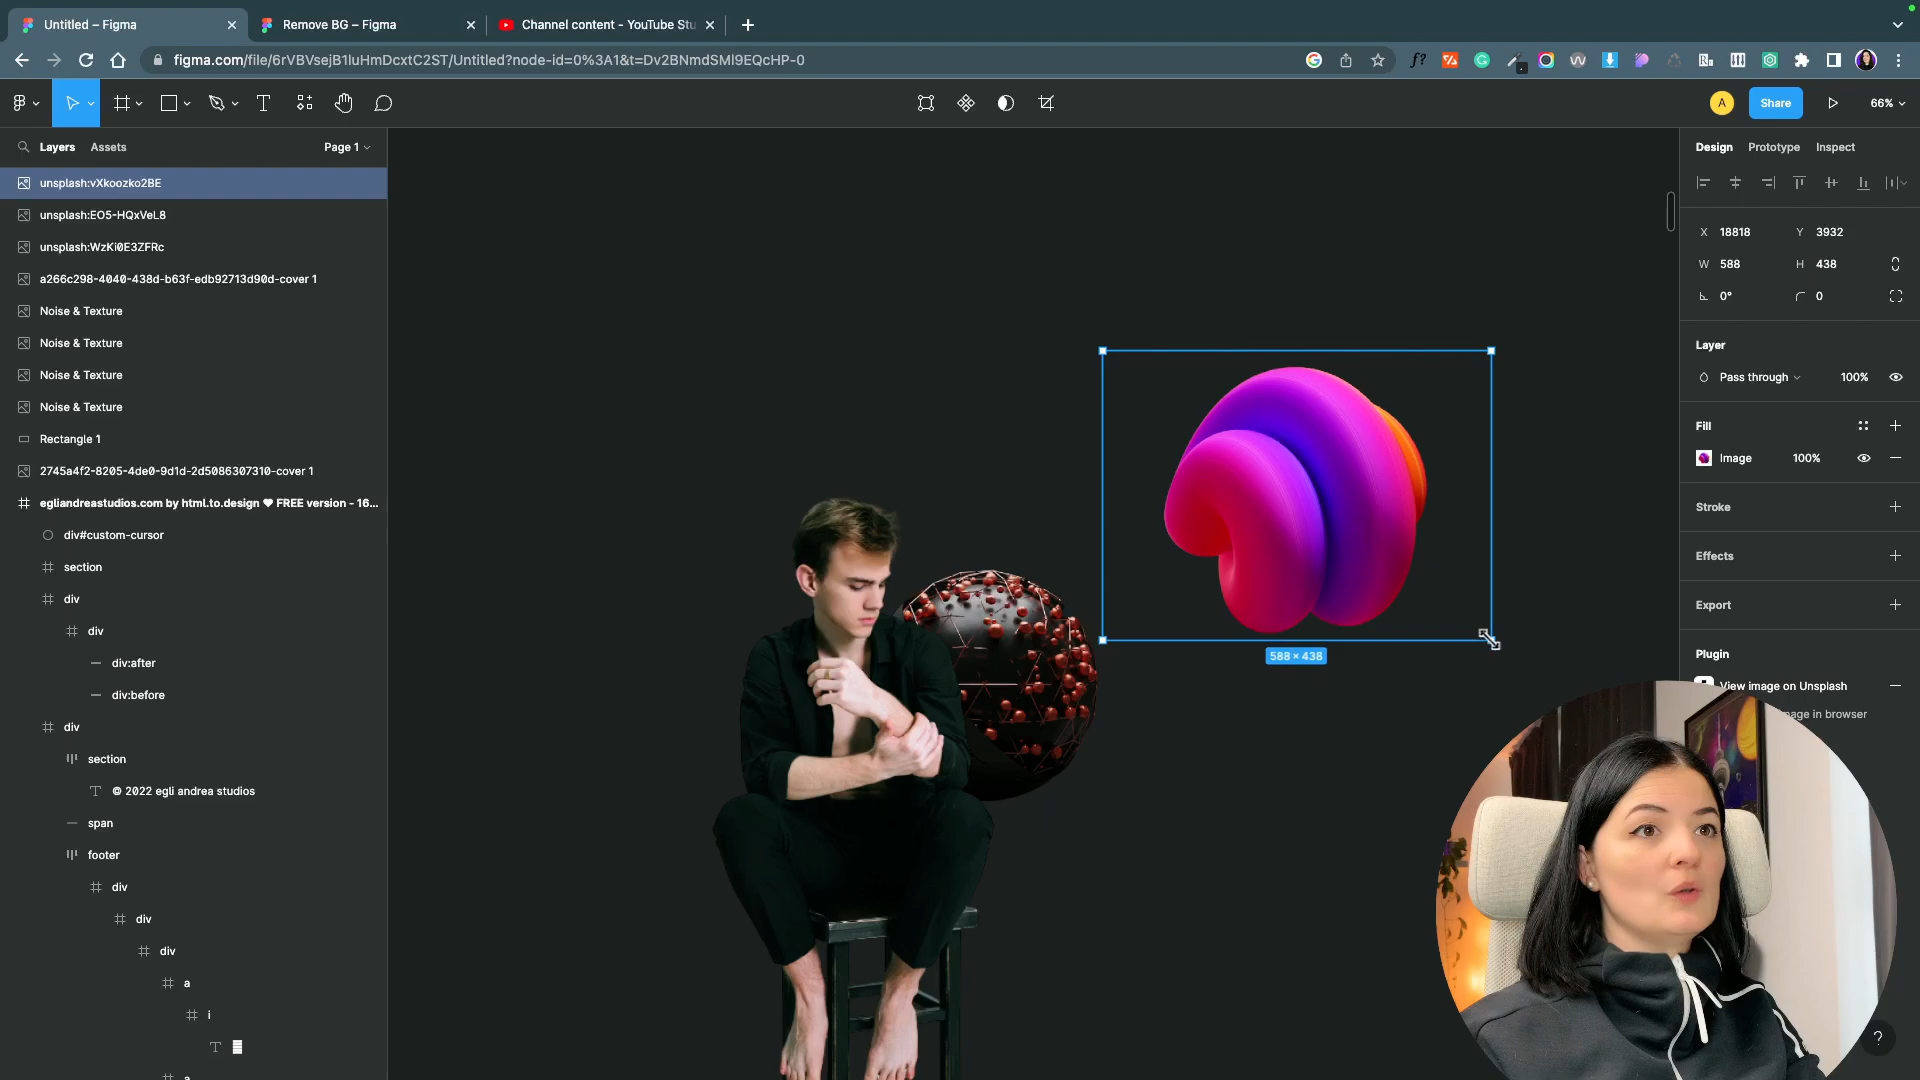 Untitled – Figma
Remove BG – Figma
Channel content - YouTube Stu
figma.com/file/6rVBVsejB1luHmDcxtC2ST/Untitled?node-id=0%3A1&t=Dv2BNmdSMl9EQcHP-0
A
Share
66%
Layers
Assets
Page 1
Design
Prototype
Inspect
unsplash:vXkoozko2BE
unsplash:EO5-HQxVeL8
unsplash:WzKi0E3ZFRc
a266c298-4040-438d-b63f-edb92713d90d-cover 1
Noise & Texture
Noise & Texture
Noise & Texture
Noise & Texture
Rectangle 1
2745a4f2-8205-4de0-9d1d-2d5086307310-cover 1
egliandreastudios.com by html.to.design ❤ FREE version - 16...
div#custom-cursor
section
div
div
div:after
div:before
div
section
© 2022 egli andrea studios
span
footer
div
div
div
a
i
588 × 438
X 18818 Y 3932
W 588 H 438
0° 0
Layer
Pass through 100%
Fill
Image 100%
Stroke
Effects
Export
Plugin
View image on Unsplash
mage in browser
?